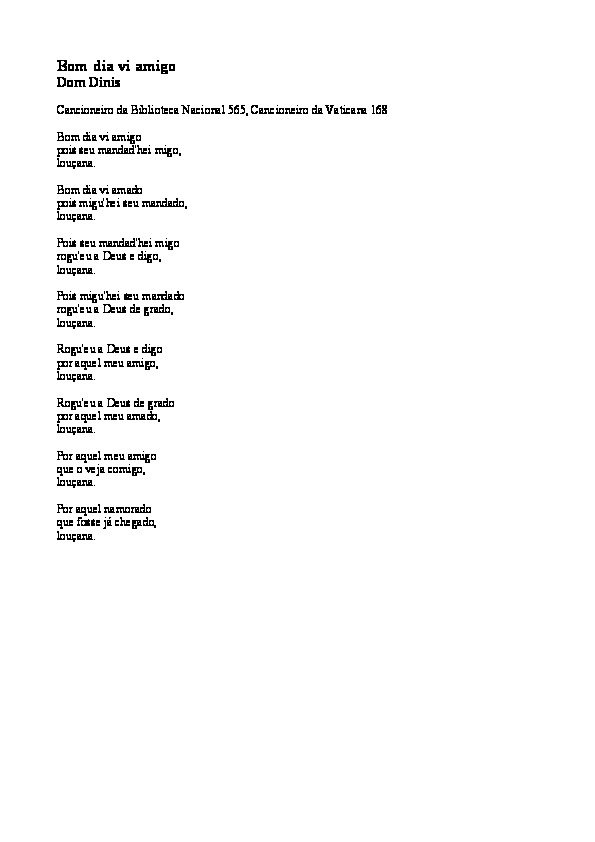 Bom dia vi amigo
Dom Dinis
Cancioneiro da Biblioteca Nacional 565, Cancioneiro da Vaticana 168
Bom dia vi amigo
pois seu mandad'hei migo,
louçana.
Bom dia vi amado
pois migu'hei seu mandado,
louçana.
Pois seu mandad'hei migo
rogu'eu a Deus e digo,
louçana.
Pois migu'hei seu mandado
rogu'eu a Deus de grado,
louçana.
Rogu'eu a Deus e digo
por aquel meu amigo,
louçana.
Rogu'eu a Deus de grado
por aquel meu amado,
louçana.
Por aquel meu amigo
que o veja comigo,
louçana.
Por aquel namorado
que fosse já chegado,
louçana.